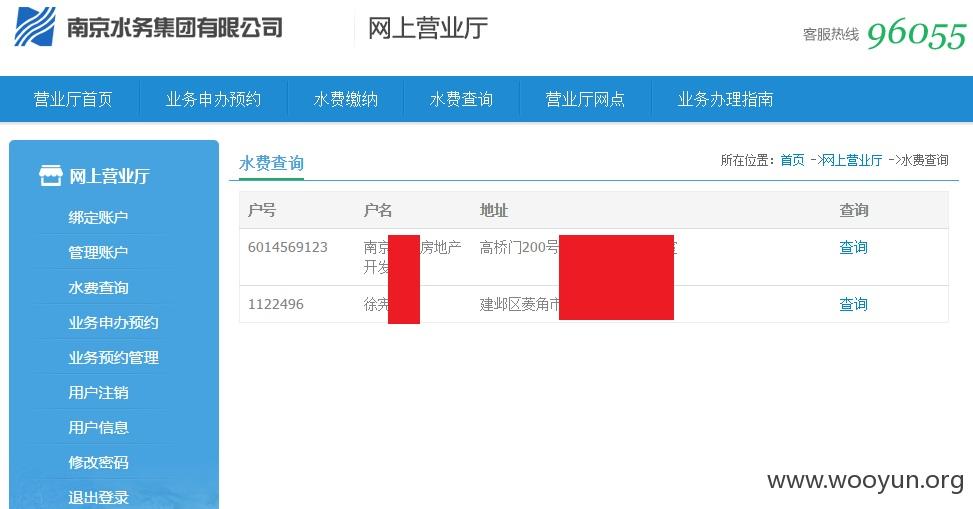 南京水务集团有限公司 网上营业厅 客服热线 96055
营业厅首页 业务申办预约 水费缴纳 水费查询 营业厅网点 业务办理指南
网上营业厅
绑定账户
管理账户
水费查询
业务申办预约
业务预约管理
用户注销
用户信息
修改密码
退出登录
水费查询 所在位置：首页 ->网上营业厅 ->水费查询
户号 户名 地址 查询
6014569123 南京 房地产 高桥门200号 查询
开发
1122496 徐宪 建邺区菱角市 查询
www.wooyun.org